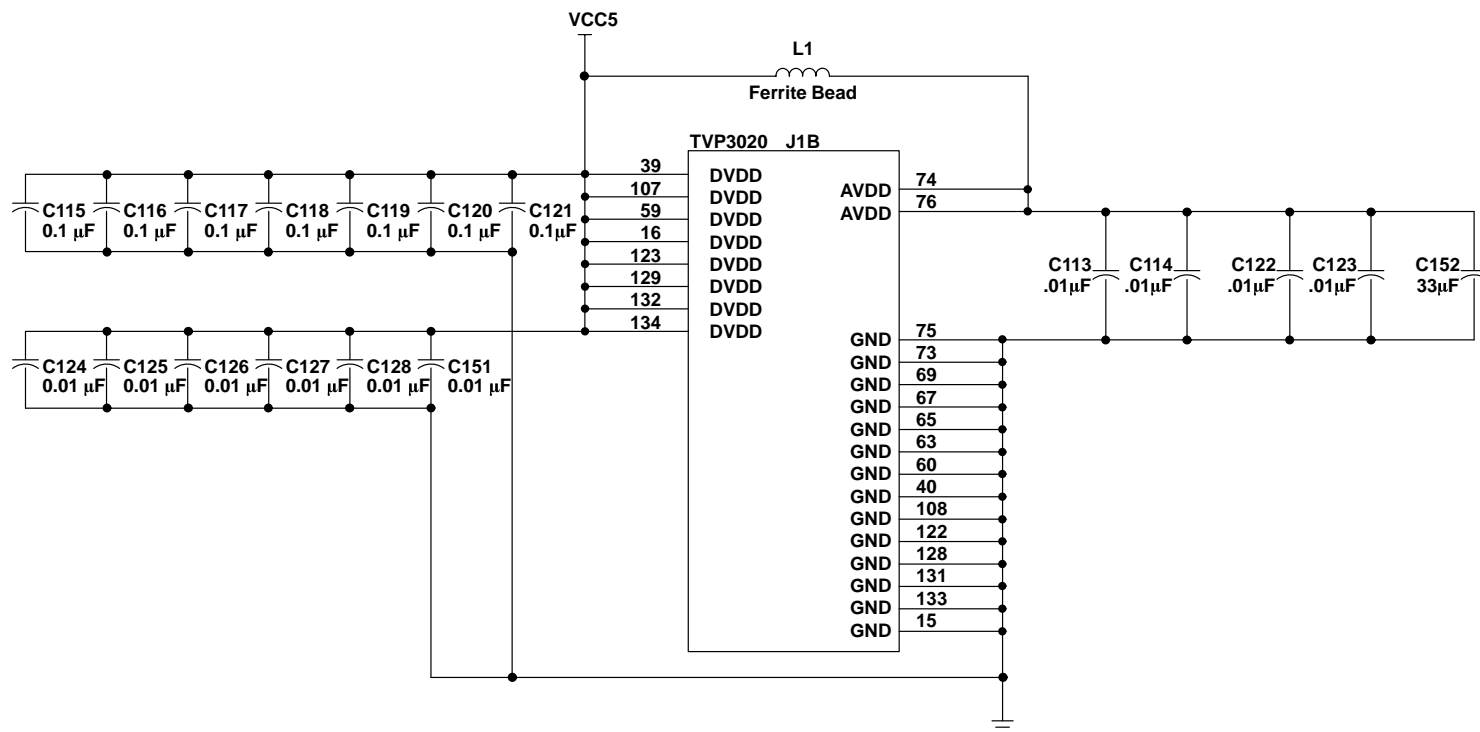 VCC5
L1
Ferrite Bead
TVP3020 J1B
39 DVDD
107 DVDD
59 DVDD
16 DVDD
123 DVDD
129 DVDD
132 DVDD
134 DVDD
AVDD 74
AVDD 76
C115
0.1 µF
C116
0.1 µF
C117
0.1 µF
C118
0.1 µF
C119
0.1 µF
C120
0.1 µF
C121
0.1µF
C113
.01µF
C114
.01µF
C122
.01µF
C123
.01µF
C152
33µF
C124
0.01 µF
C125
0.01 µF
C126
0.01 µF
C127
0.01 µF
C128
0.01 µF
C151
0.01 µF
GND 75
GND 73
GND 69
GND 67
GND 65
GND 63
GND 60
GND 40
GND 108
GND 122
GND 128
GND 131
GND 133
GND 15